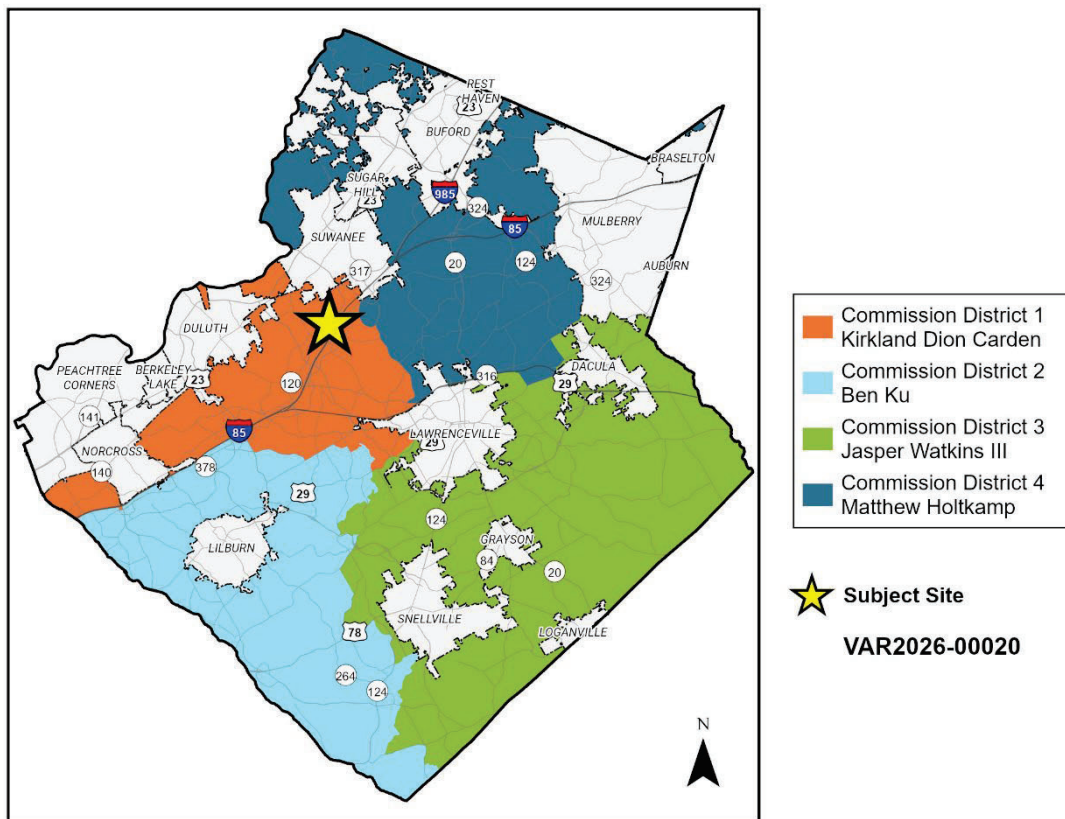 REST
HAVEN
23
BUFORD
BRASELTON
SUGAR
HILL
23
985
324
MULBERRY
85
SUWANEE
317
20
124
AUBURN
324
DULUTH
PEACHTREE
CORNERS
BERKELEY
LAKE
23
120
316
DACULA
29
141
85
LAWRENCEVILLE
29
NORCROSS
140
378
29
124
LILBURN
GRAYSON
84
20
SNELLVILLE
78
LOGANVILLE
264
124
N
Commission District 1
Kirkland Dion Carden
Commission District 2
Ben Ku
Commission District 3
Jasper Watkins III
Commission District 4
Matthew Holtkamp
Subject Site
VAR2026-00020